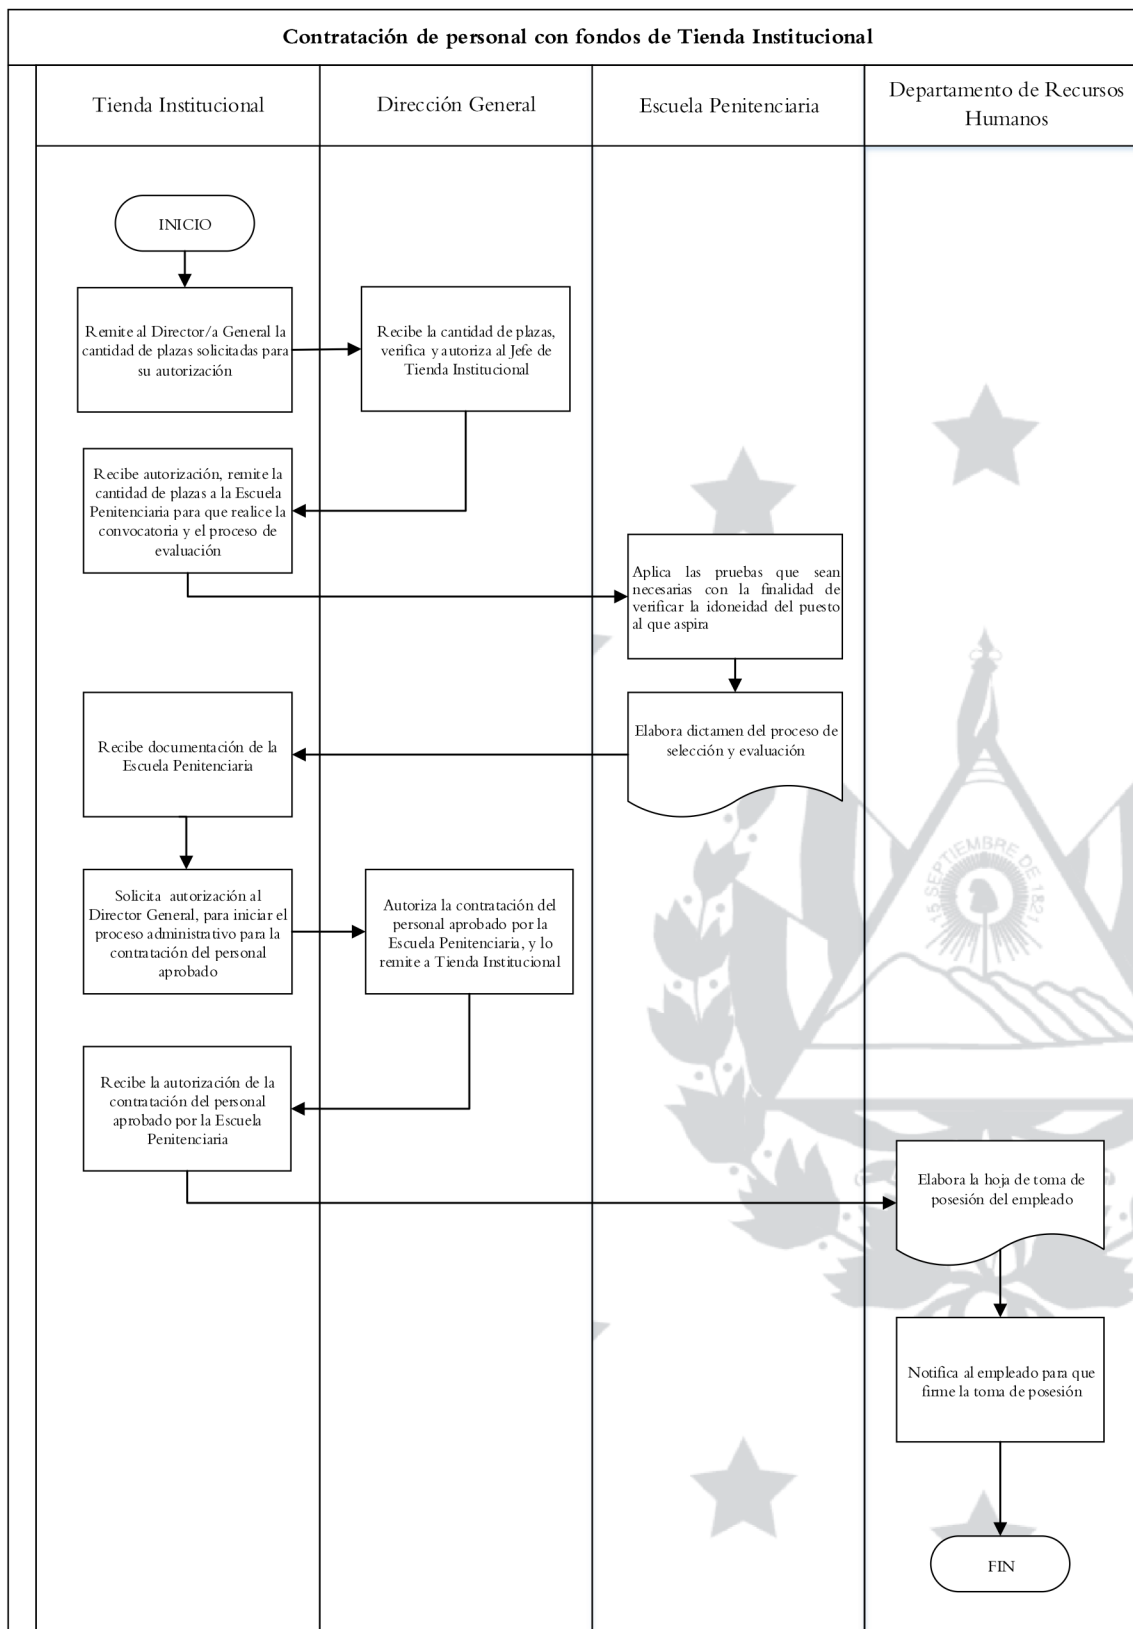 Contratación de personal con fondos de Tienda Institucional
Tienda Institucional
Dirección General
Escuela Penitenciaria
Departamento de Recursos
Humanos
INICIO
Remite al Director/a General la
cantidad de plazas solicitadas para
su autorización
Recibe la cantidad de plazas,
verifica y autoriza al Jefe de
Tienda Institucional
Recibe autorización, remite la
cantidad de plazas a la Escuela
Penitenciaria para que realice la
convocatoria y el proceso de
evaluación
Aplica las pruebas que sean
necesarias con la finalidad de
verificar la idoneidad del puesto
al que aspira
Elabora dictamen del proceso de
selección y evaluación
Recibe documentación de la
Escuela Penitenciaria
Solicita autorización al
Director General, para iniciar el
proceso administrativo para la
contratación del personal
aprobado
Autoriza la contratación del
personal aprobado por la
Escuela Penitenciaria, y lo
remite a Tienda Institucional
Recibe la autorización de la
contratación del personal
aprobado por la Escuela
Penitenciaria
Elabora la hoja de toma de
posesión del empleado
Notifica al empleado para que
firme la toma de posesión
FIN
15 SEPTIEMBRE DE 1821